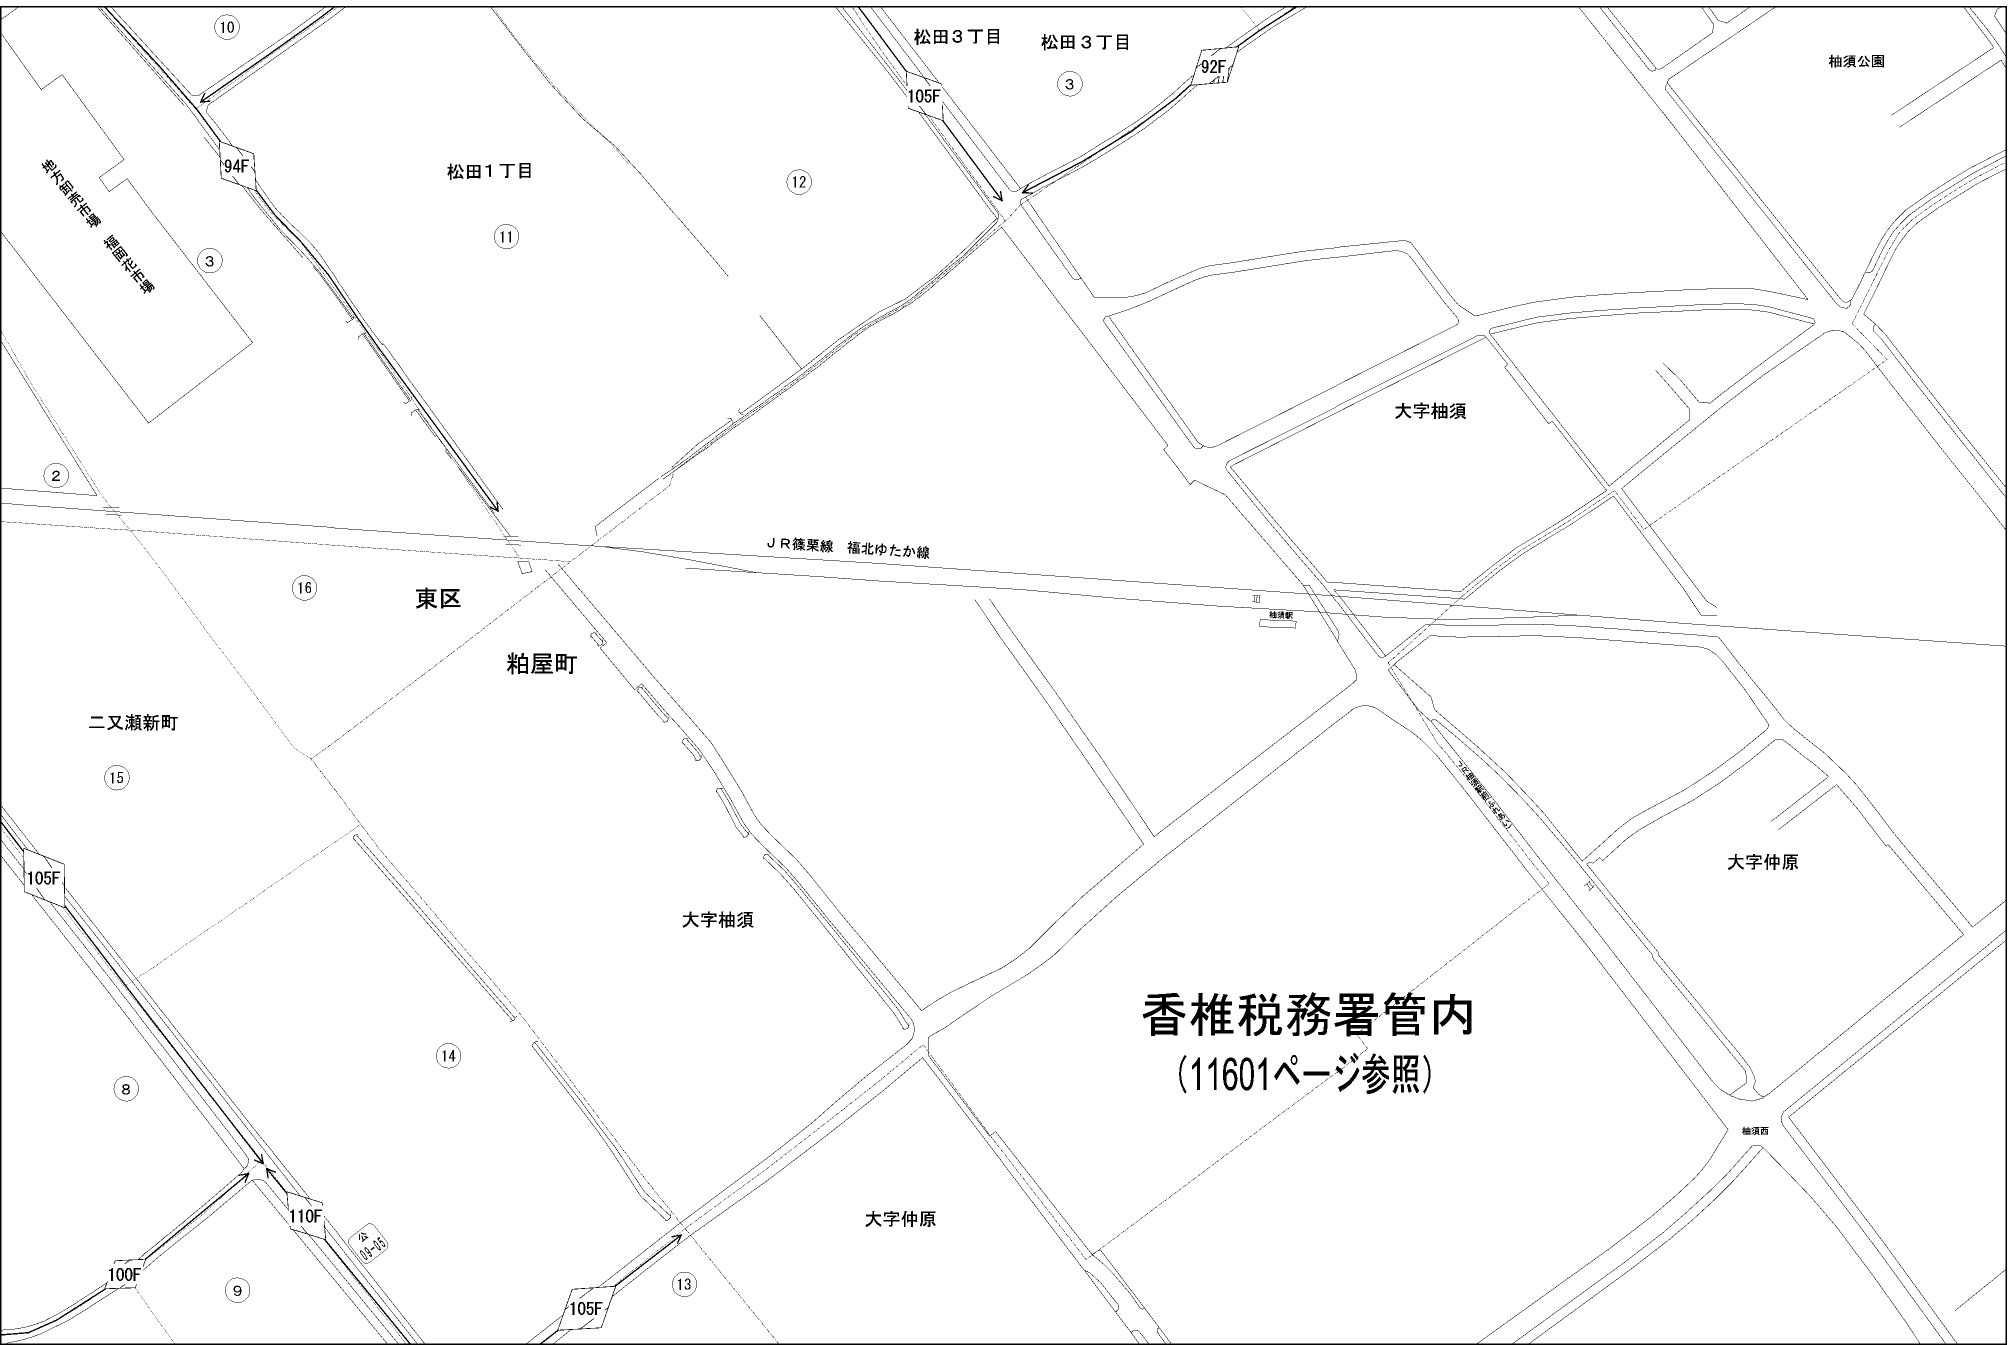 10
松田３丁目
松田３丁目
柚須公園
92F
3
105F
94F
松田１丁目
12
地方卸売市場　福岡花市場
11
3
大字柚須
2
ＪＲ篠栗線　福北ゆたか線
16
東区
柚須駅
粕屋町
二又瀬新町
15
大字仲原
105F
大字柚須
香椎税務署管内
(11601ページ参照)
14
8
柚須西
110F
大字仲原
公
09-05
100F
9
13
105F